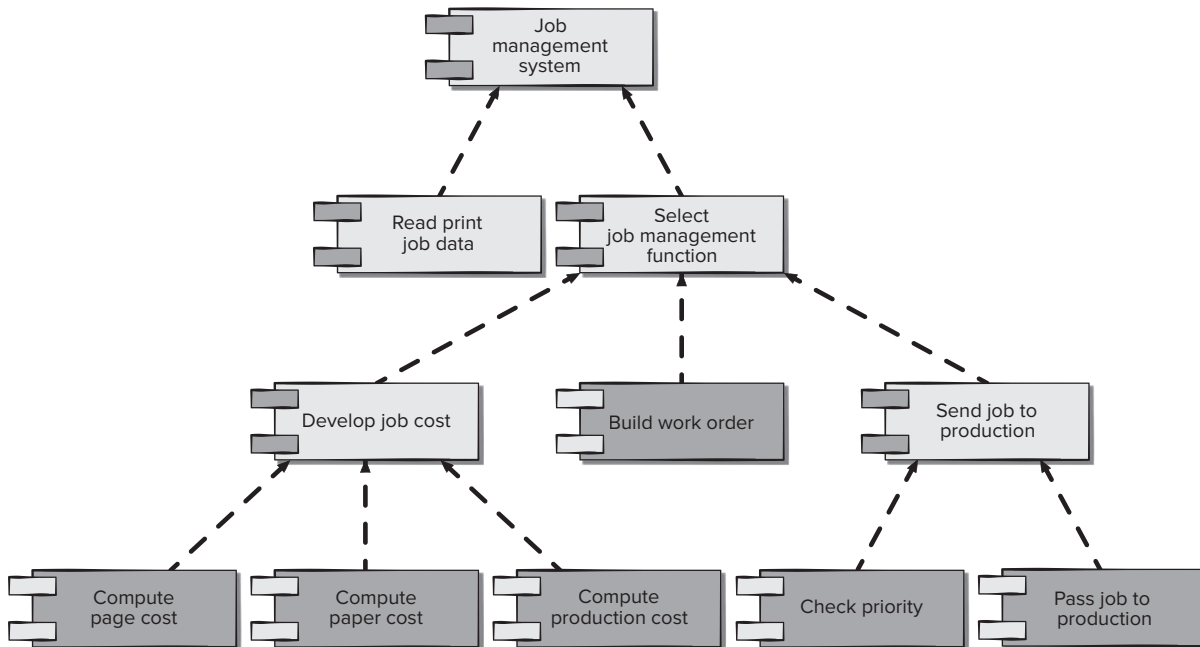 Job
management
system
Read print
job data
Select
job management
function
Develop job cost
Build work order
Send job to
production
Compute
page cost
Compute
paper cost
Compute
production cost
Check priority
Pass job to
production